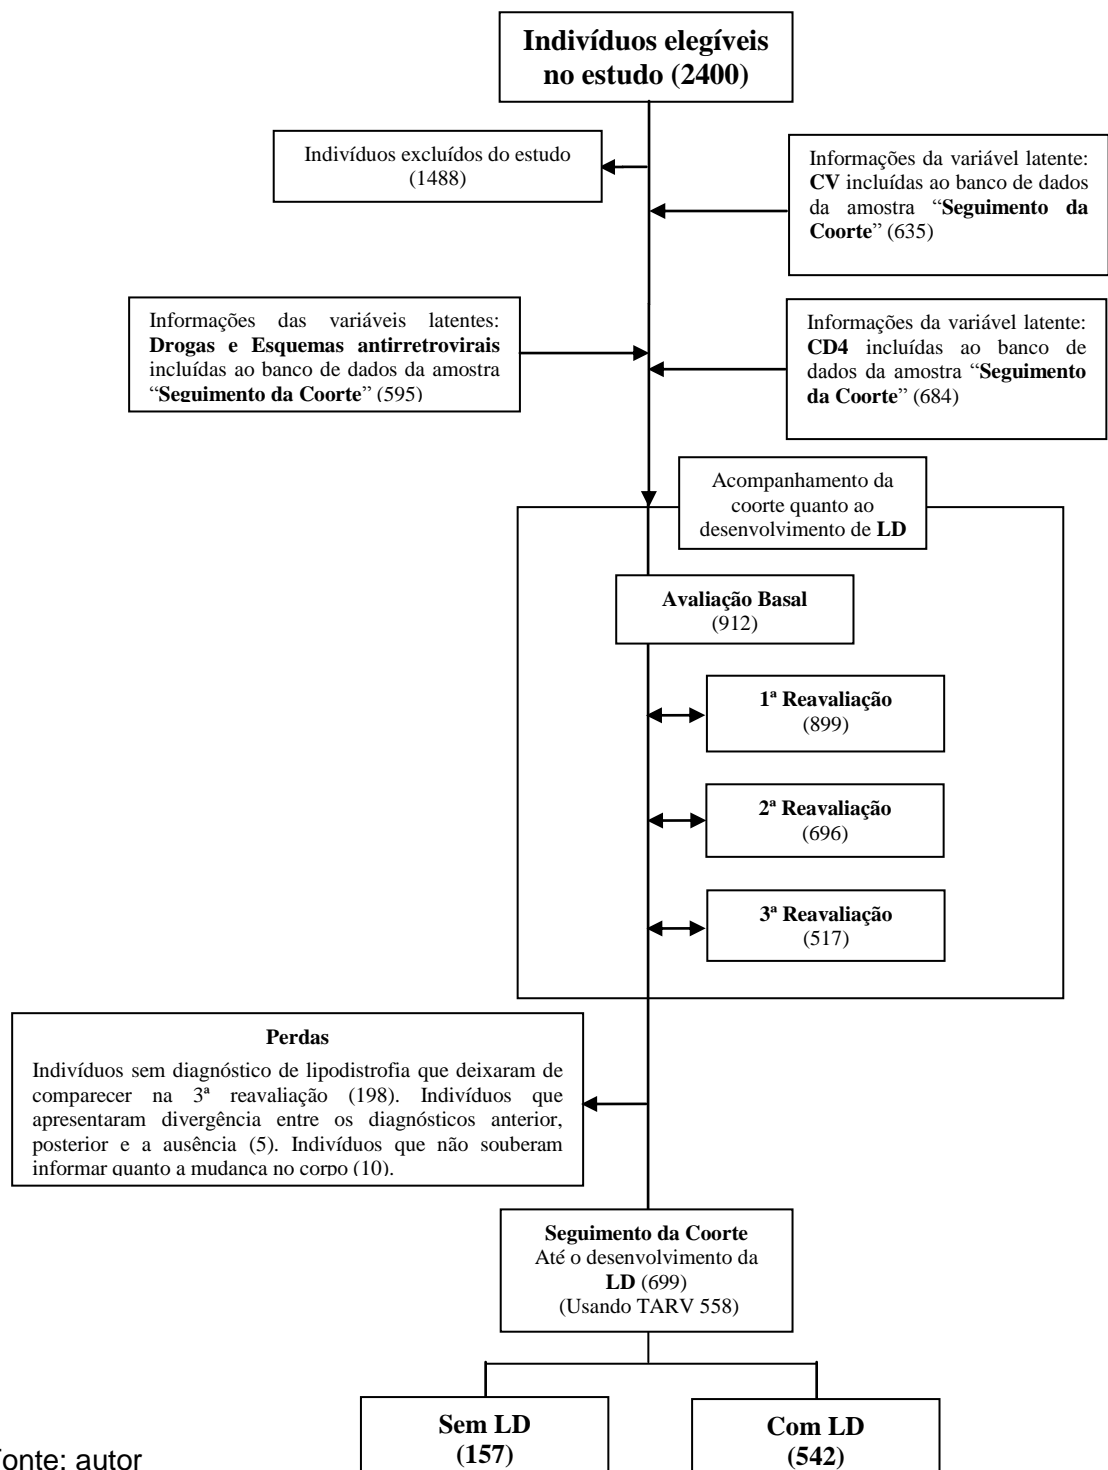 Indivíduos elegíveis
no estudo (2400)
Indivíduos excluídos do estudo
(1488)
Informações da variável latente:
CV incluídas ao banco de dados
da amostra “Seguimento da
Coorte” (635)
Informações das variáveis latentes:
Drogas e Esquemas antirretrovirais
incluídas ao banco de dados da amostra
“Seguimento da Coorte” (595)
Informações da variável latente:
CD4 incluídas ao banco de
dados da amostra “Seguimento
da Coorte” (684)
Acompanhamento da
coorte quanto ao
desenvolvimento de LD
Avaliação Basal
(912)
1ª Reavaliação
(899)
2ª Reavaliação
(696)
3ª Reavaliação
(517)
Perdas
Indivíduos sem diagnóstico de lipodistrofia que deixaram de
comparecer na 3ª reavaliação (198). Indivíduos que
apresentaram divergência entre os diagnósticos anterior,
posterior e a ausência (5). Indivíduos que não souberam
informar quanto a mudança no corpo (10).
Seguimento da Coorte
Até o desenvolvimento da
LD (699)
(Usando TARV 558)
Sem LD
(157)
Com LD
(542)
Fonte: autor